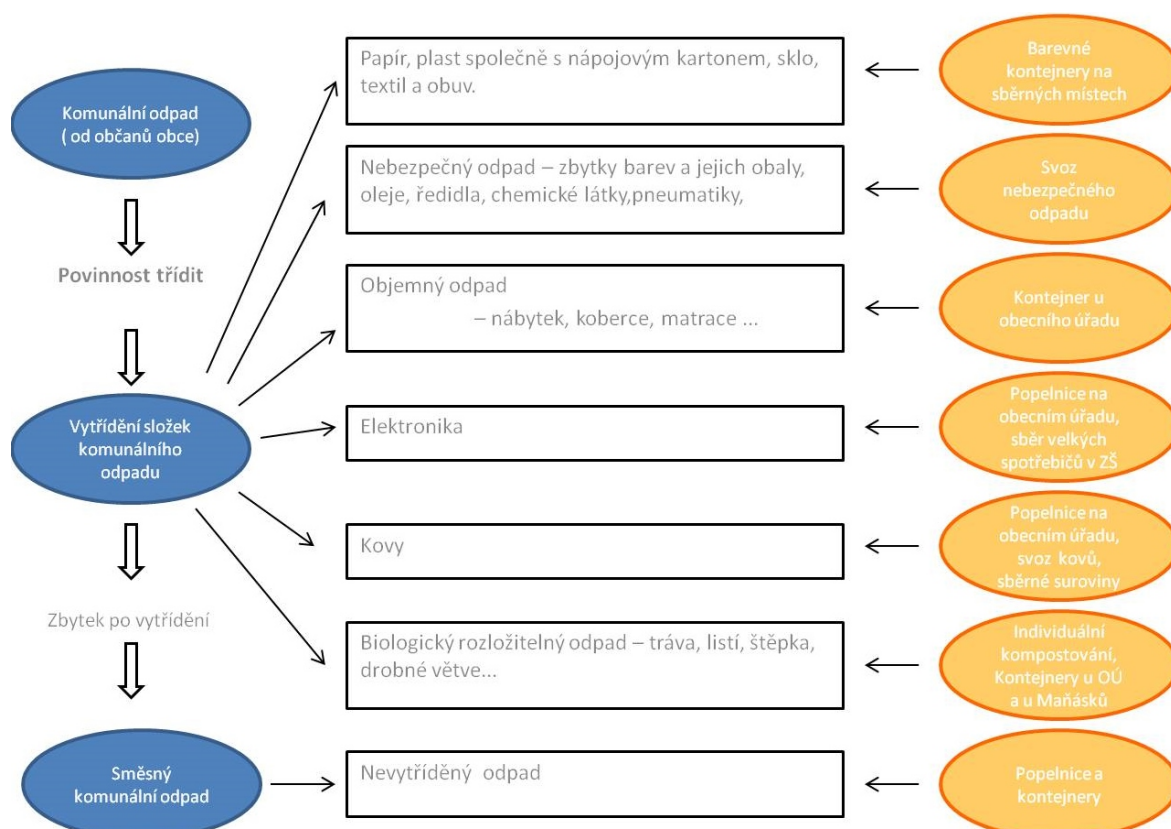 Komunální odpad
( od občanů obce)
Povinnost třídit
Vytřídění složek
komunálního
odpadu
Zbytek po vytřídění
Směsný
komunální odpad
Papír, plast společně s nápojovým kartonem, sklo,
textil a obuv.
Nebezpečný odpad – zbytky barev a jejich obaly,
oleje, ředidla, chemické látky,pneumatiky,
Objemný odpad
– nábytek, koberce, matrace ...
Elektronika
Kovy
Biologický rozložitelný odpad – tráva, listí, štěpka,
drobné větve...
Nevytříděný odpad
Barevné
kontejnery na
sběrných místech
Svoz
nebezpečného
odpadu
Kontejner u
obecního úřadu
Popelnice na
obecním úřadu,
sběr velkých
spotřebičů v ZŠ
Popelnice na
obecním úřadu,
svoz kovů,
sběrné suroviny
Individuální
kompostování,
Kontejnery u OÚ
a u Maňásků
Popelnice a
kontejnery